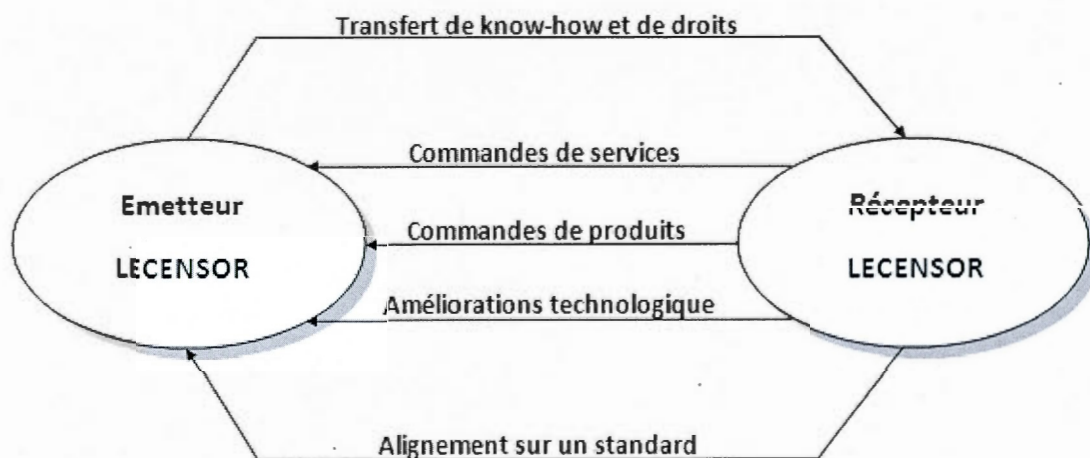 Transfert de know-how et de droits
Commandes de services
Emetteur
LECENSOR
Commandes de produits
Récepteur
LECENSOR
Améliorations technologique
Alignement sur un standard